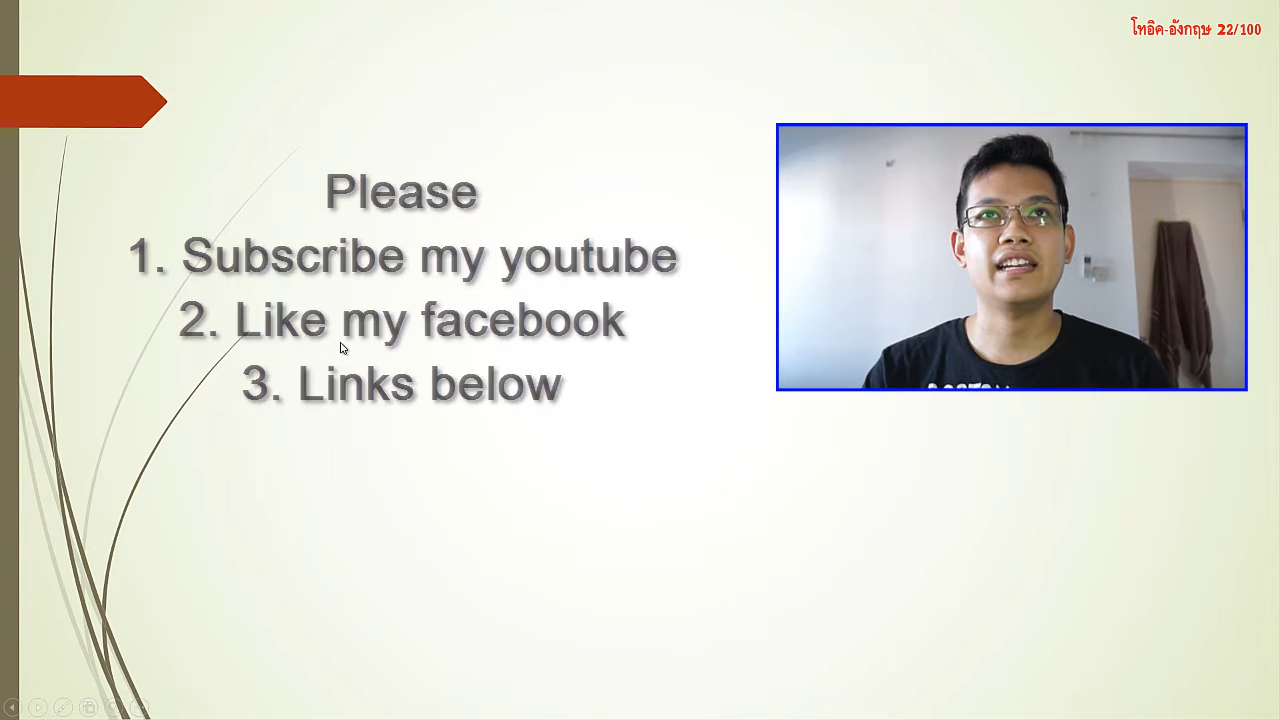 โทอิค-อังกฤษ 22/100
Please
1. Subscribe my youtube
2. Like my facebook
3. Links below